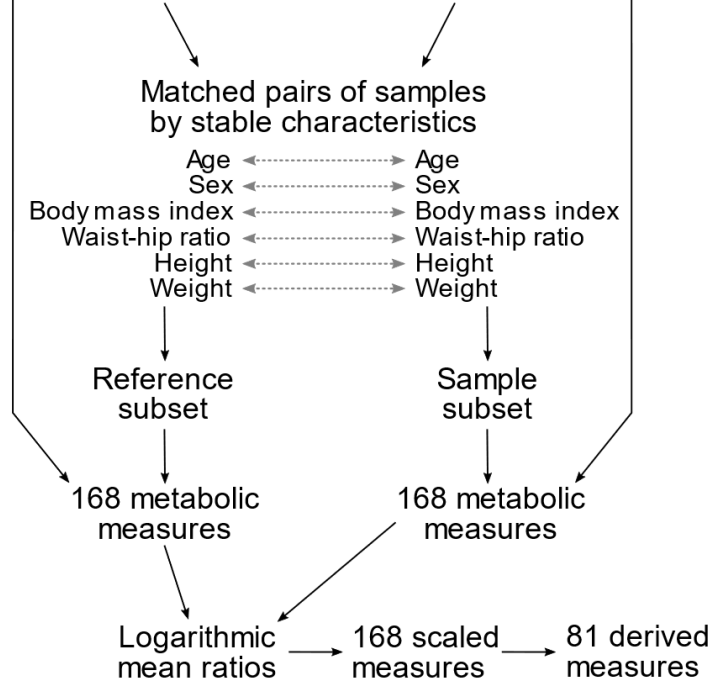 Matched pairs of samples
by stable characteristics
Age Age
Sex Sex
Body mass index Body mass index
Waist-hip ratio Waist-hip ratio
Height Height
Weight Weight
Reference
subset
Sample
subset
168 metabolic
measures
168 metabolic
measures
Logarithmic
mean ratios
168 scaled
measures
81 derived
measures